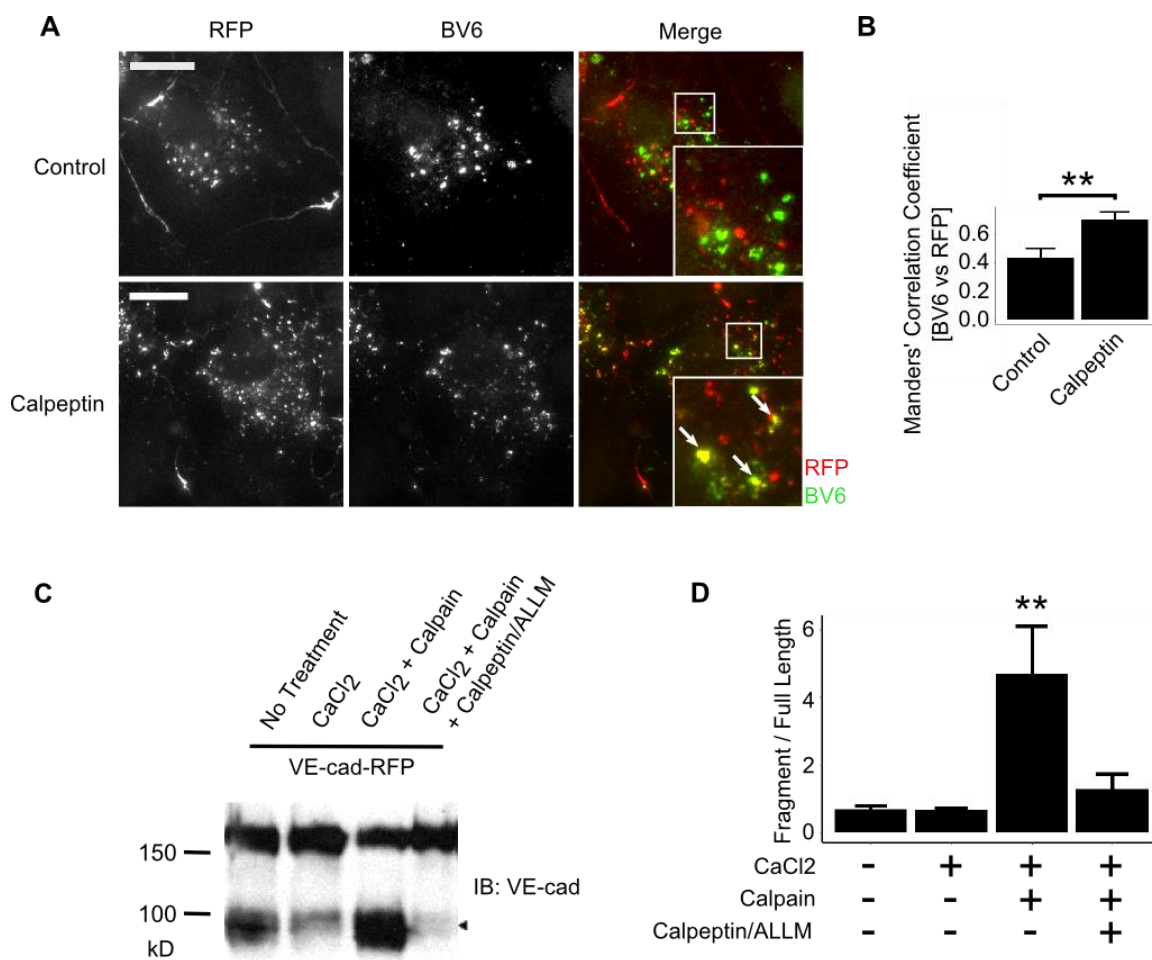 A
RFP
BV6
Merge
Control
Calpeptin
RFP
BV6
B
Manders' Correlation Coefficient
[BV6 vs RFP]
0.6
0.4
0.2
0.0
**
Control
Calpeptin
C
No Treatment
CaCl2
CaCl2 + Calpain
CaCl2 + Calpain
+ Calpeptin/ALLM
VE-cad-RFP
150
100
kD
IB: VE-cad
D
Fragment / Full Length
6
4
2
0
**
CaCl2 - + + +
Calpain - - + +
Calpeptin/ALLM - - - +